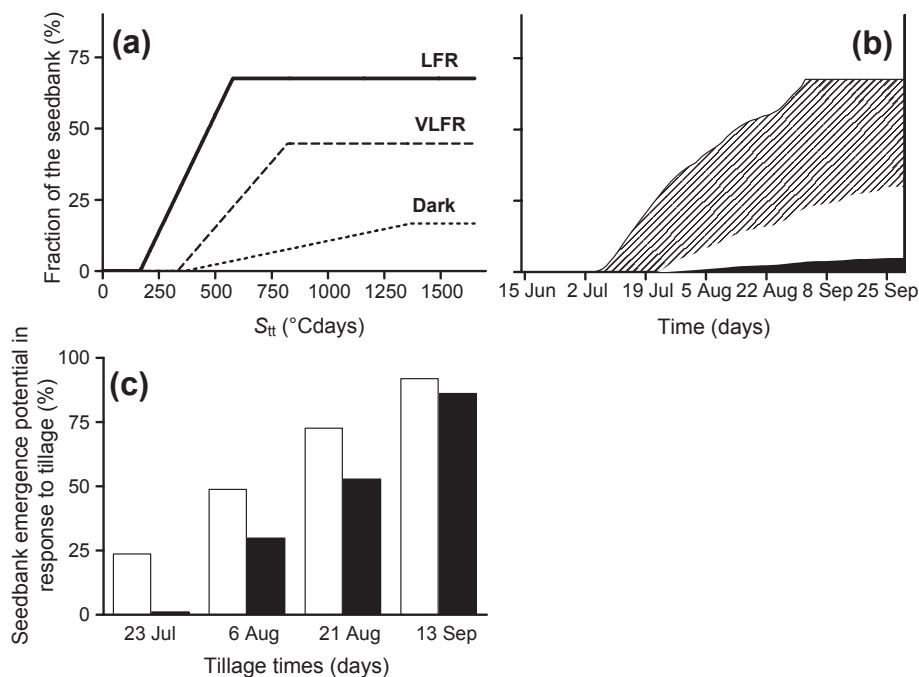 (a)
(b)
Fraction of the seedbank (%)
75
50
25
0
LFR
VLFR
Dark
0 250 500 750 1000 1250 1500
Stt (°Cdays)
15 Jun 2 Jul 19 Jul 5 Aug 22 Aug 8 Sep 25 Sep
Time (days)
(c)
Seedbank emergence potential in
response to tillage (%)
100
75
50
25
0
23 Jul 6 Aug 21 Aug 13 Sep
Tillage times (days)